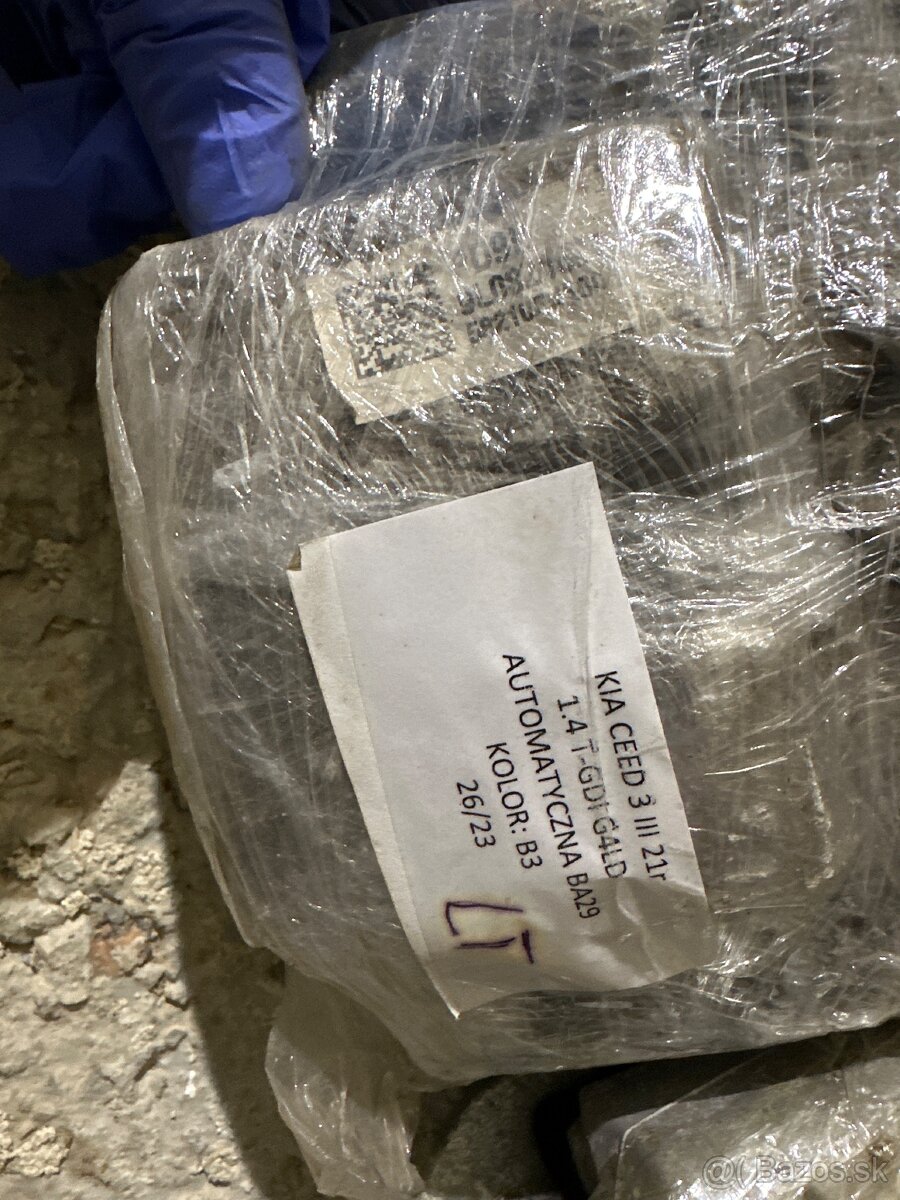 KIA CEED 3 III 21r
1.4 T-GDI G4LD
AUTOMATYCZNA BA29
KOLOR: B3
26/23
LT
Bazos.sk